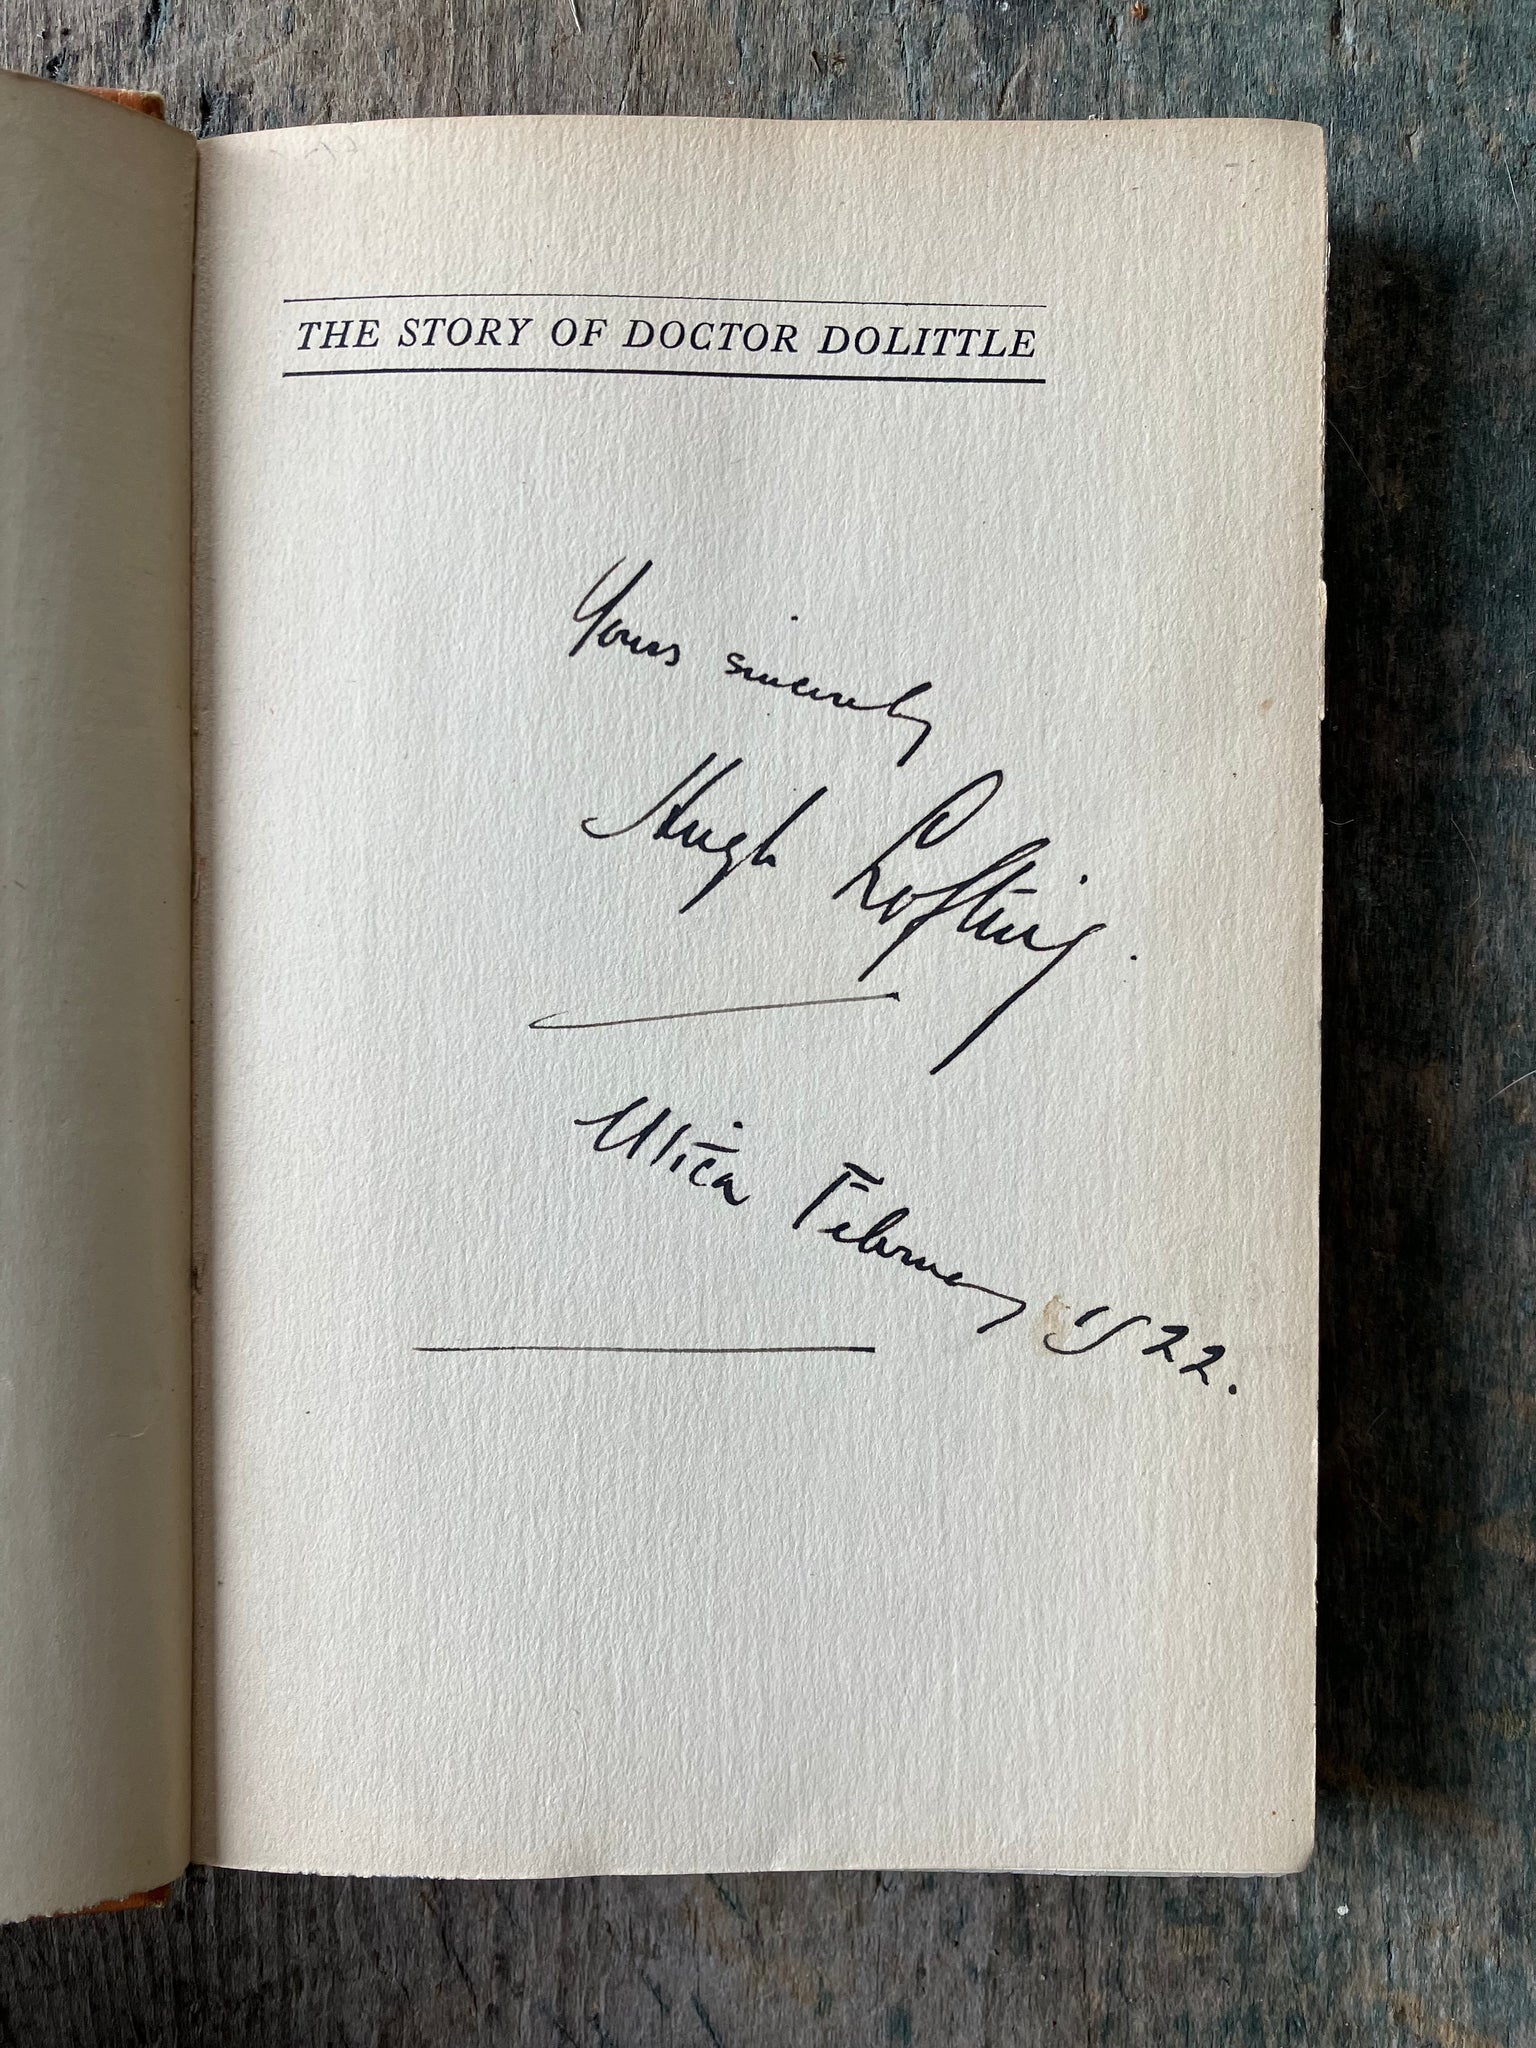 THE STORY OF DOCTOR DOLITTLE
Yours sincerely
Hugh Lofting.
Utica February 1922.